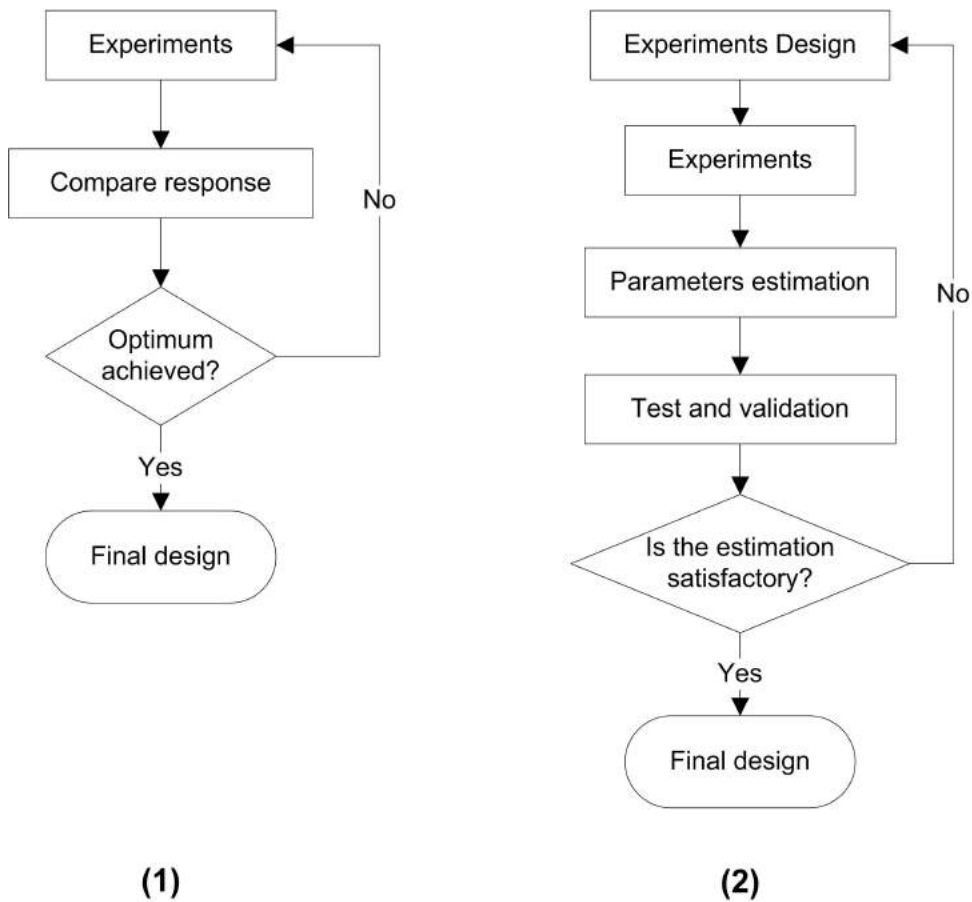 Experiments
Compare response
No
Optimum
achieved?
Yes
Final design
(1)
Experiments Design
Experiments
Parameters estimation
No
Test and validation
Is the estimation
satisfactory?
Yes
Final design
(2)